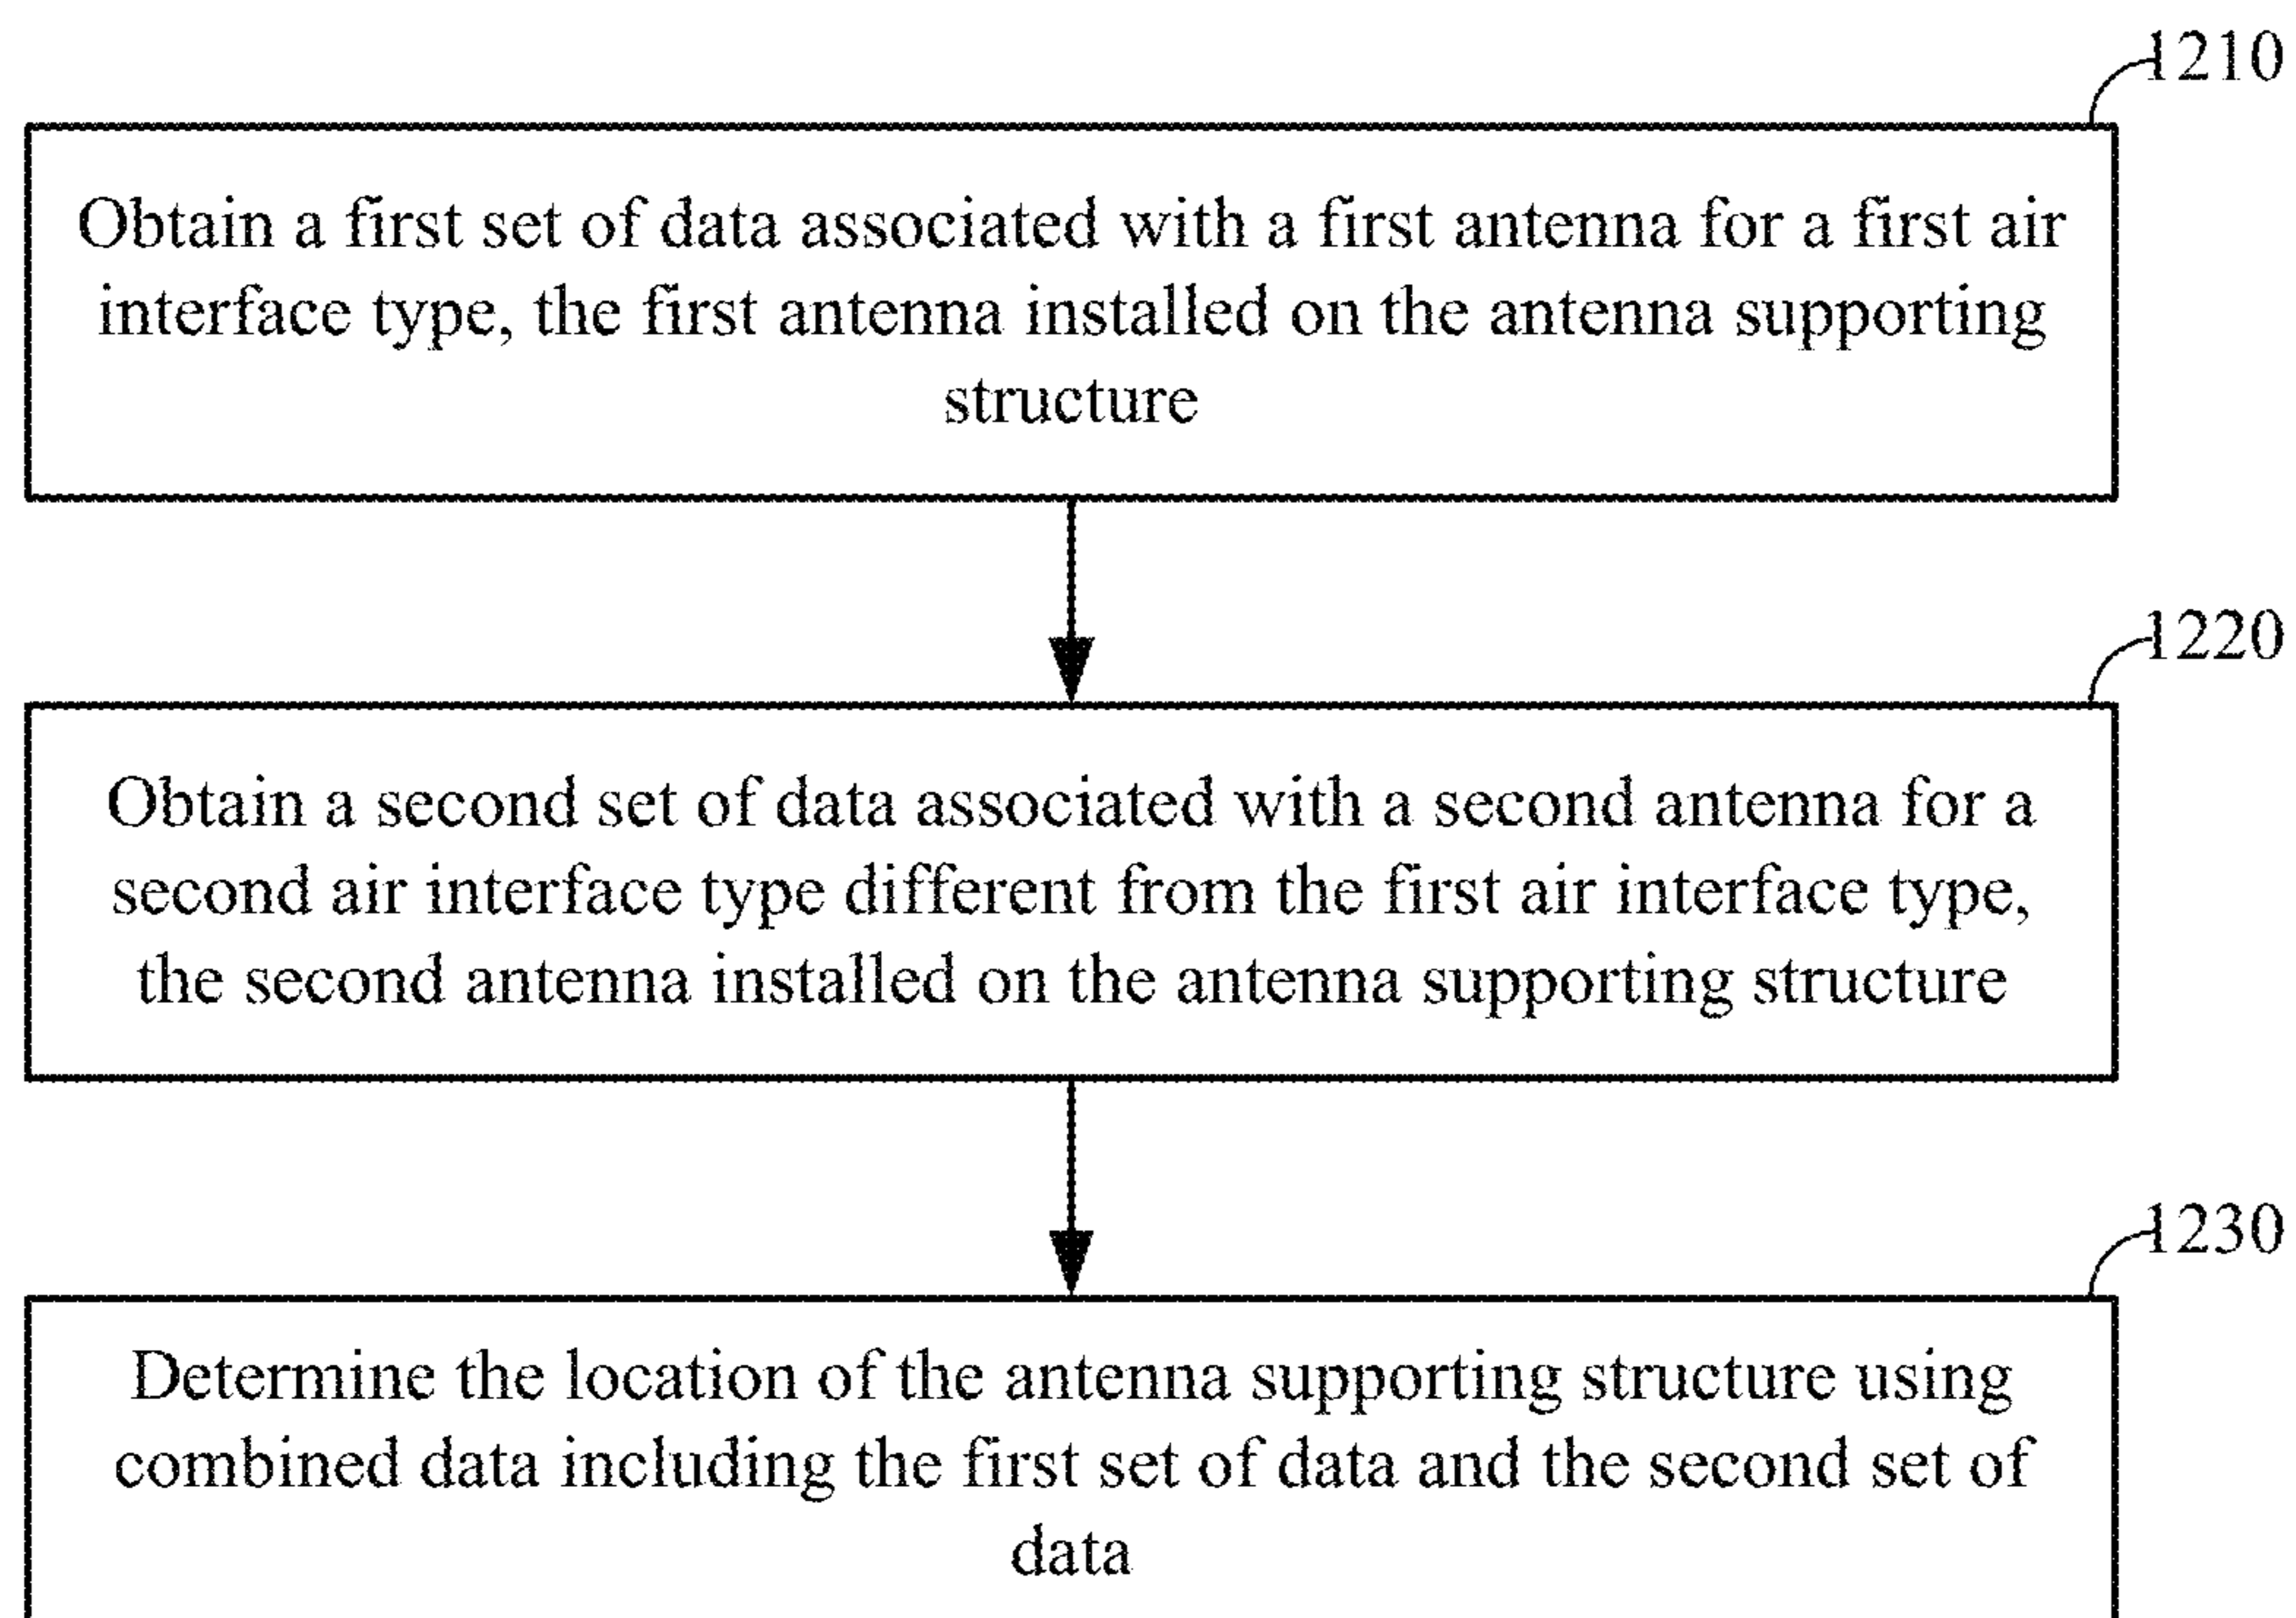 1210
Obtain a first set of data associated with a first antenna for a first air
interface type, the first antenna installed on the antenna supporting
structure
1220
Obtain a second set of data associated with a second antenna for a
second air interface type different from the first air interface type,
the second antenna installed on the antenna supporting structure
1230
Determine the location of the antenna supporting structure using
combined data including the first set of data and the second set of
data